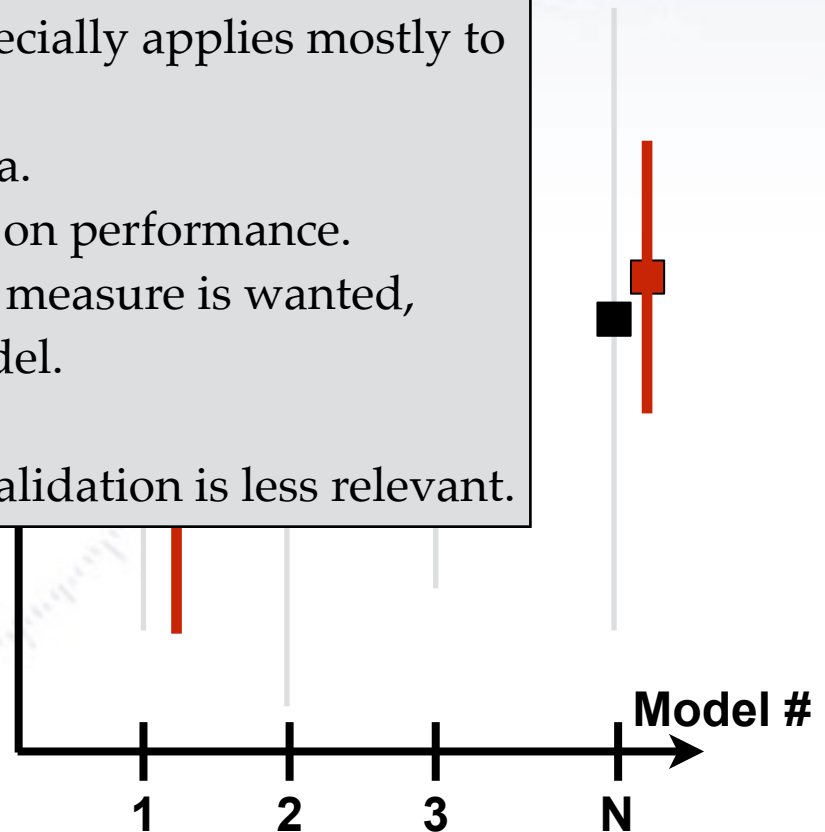 ecially applies mostly to
a.
on performance.
measure is wanted,
del.
alidation is less relevant.
Model #
1 2 3 N